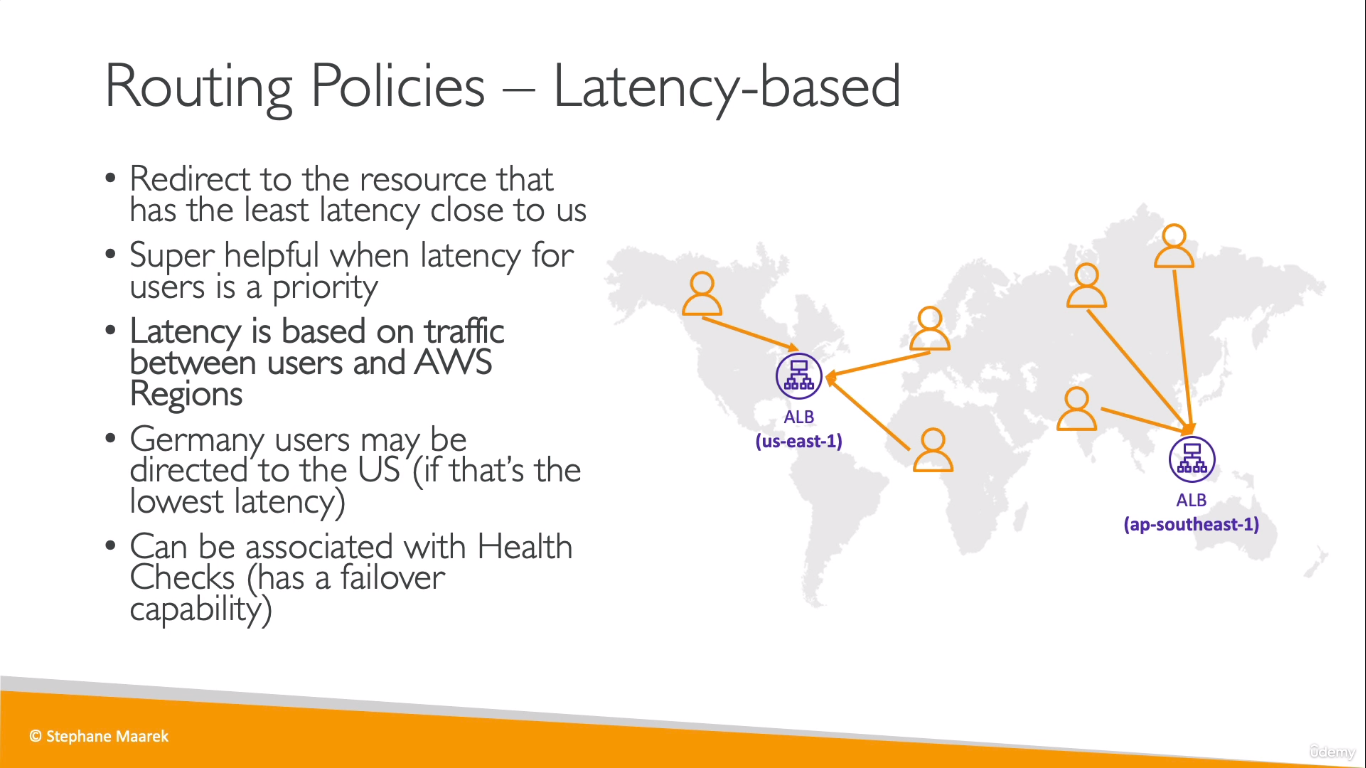 Routing Policies – Latency-based
• Redirect to the resource that
has the least latency close to us
• Super helpful when latency for
users is a priority
• Latency is based on traffic
between users and AWS
Regions
• Germany users may be
directed to the US (if that's the
lowest latency)
• Can be associated with Health
Checks (has a failover
capability)
ALB
(us-east-1)
ALB
(ap-southeast-1)
© Stephane Maarek
ûdemy